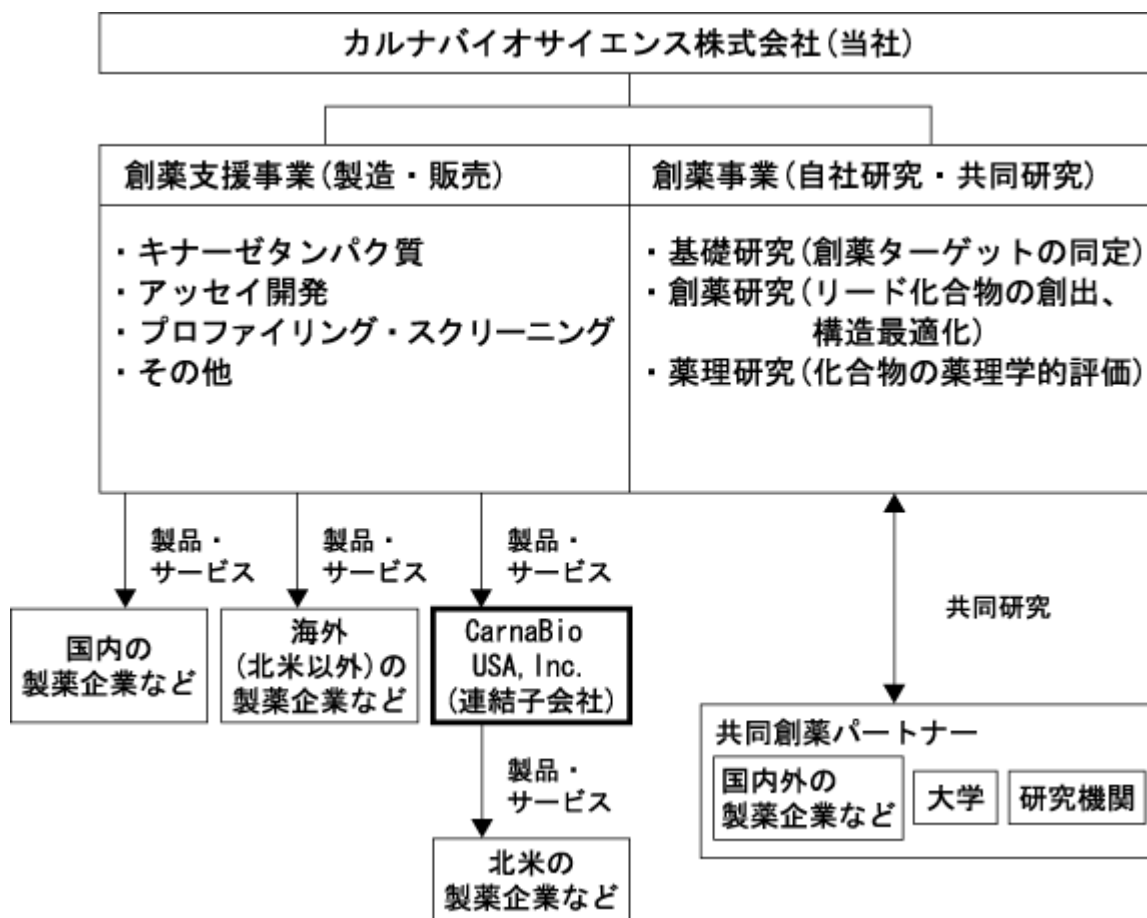 カルナバイオサイエンス株式会社(当社)
創薬支援事業(製造・販売)
・キナーゼタンパク質
・アッセイ開発
・プロファイリング・スクリーニング
・その他
創薬事業(自社研究・共同研究)
・基礎研究(創薬ターゲットの同定)
・創薬研究(リード化合物の創出、
構造最適化)
・薬理研究(化合物の薬理学的評価)
製品・
サービス
製品・
サービス
製品・
サービス
共同研究
国内の
製薬企業など
海外
(北米以外)の
製薬企業など
CarnaBio
USA, Inc.
(連結子会社)
製品・
サービス
北米の
製薬企業など
共同創薬パートナー
国内外の
製薬企業など
大学
研究機関